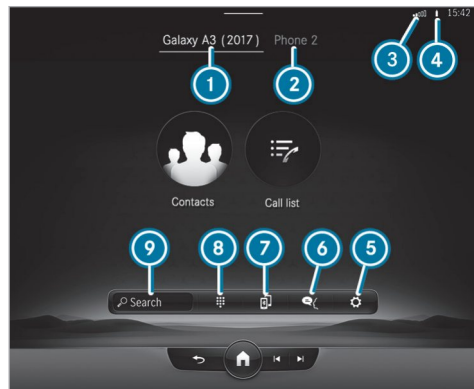 15:42
Galaxy A3 (2017) Phone 2
3 4
1 2
Contacts Call list
9 8 7 6 5
Search